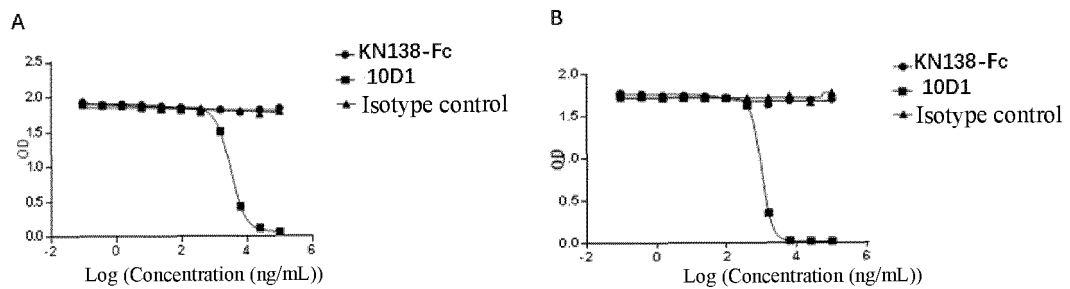 A
KN138-Fc
10D1
Isotype control
2.5
2.0
1.5
1.0
0.5
0.0
OD
-2
0
2
4
6
Log (Concentration (ng/mL))
B
KN138-Fc
10D1
Isotype control
2.0
1.5
1.0
0.5
0.0
OD
-2
0
2
4
6
Log (Concentration (ng/mL))